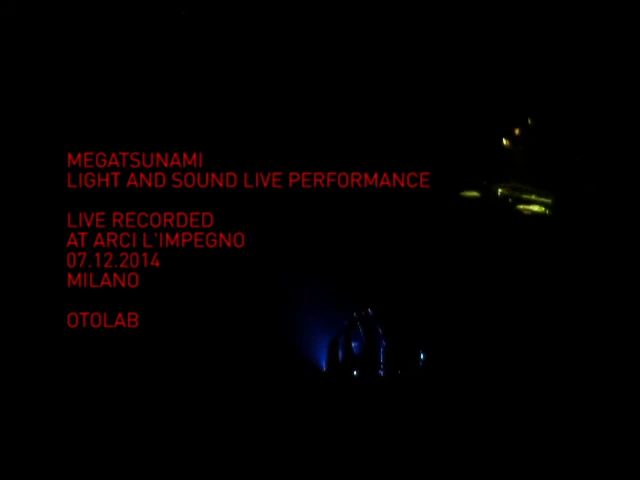 MEGATSUNAMI
LIGHT AND SOUND LIVE PERFORMANCE
LIVE RECORDED
AT ARCI L'IMPEGNO
07.12.2014
MILANO
OTOLAB